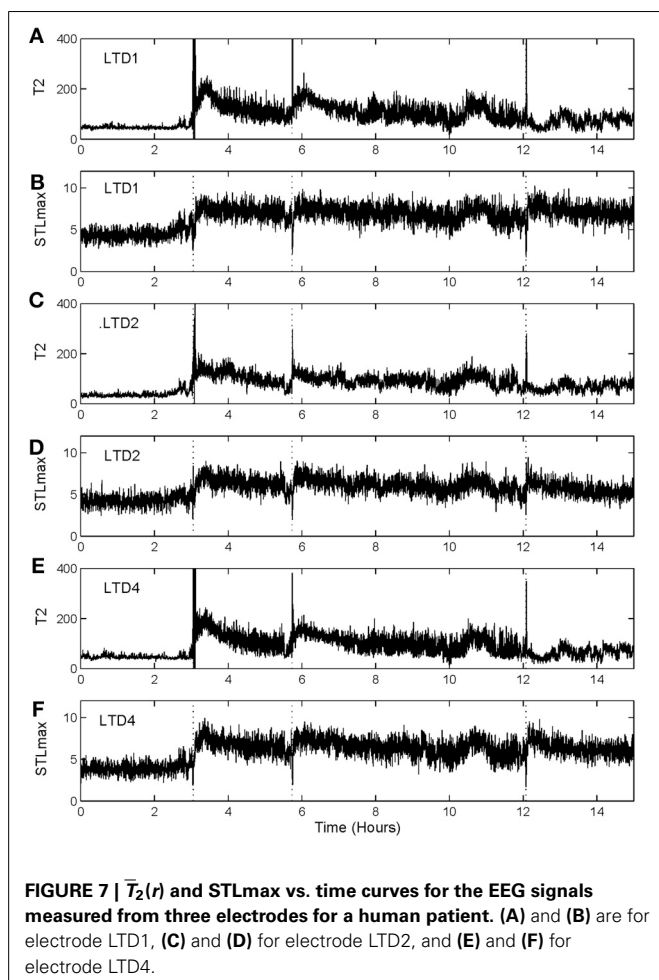 A
400
LTD1
T2
200
0
0 2 4 6 8 10 12 14
B
10
LTD1
STLmax
5
0
0 2 4 6 8 10 12 14
C
400
.LTD2
T2
200
0
0 2 4 6 8 10 12 14
D
10
LTD2
STLmax
5
0
0 2 4 6 8 10 12 14
E
400
LTD4
T2
200
0
0 2 4 6 8 10 12 14
F
10
LTD4
STLmax
5
0
0 2 4 6 8 10 12 14
Time (Hours)
FIGURE 7 | T̅₂(r) and STLmax vs. time curves for the EEG signals
measured from three electrodes for a human patient. (A) and (B) are for
electrode LTD1, (C) and (D) for electrode LTD2, and (E) and (F) for
electrode LTD4.